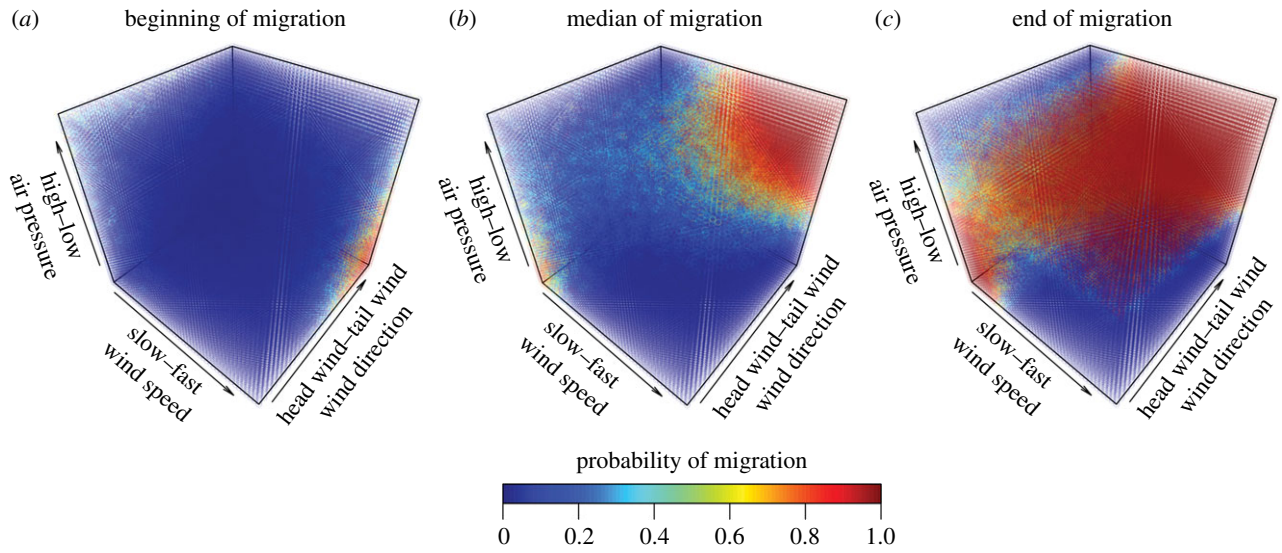 (a) beginning of migration
(b) median of migration
(c) end of migration
high–low
air pressure
slow–fast
wind speed
head wind–tail wind
wind direction
high–low
air pressure
slow–fast
wind speed
head wind–tail wind
wind direction
high–low
air pressure
slow–fast
wind speed
head wind–tail wind
wind direction
probability of migration
0 0.2 0.4 0.6 0.8 1.0